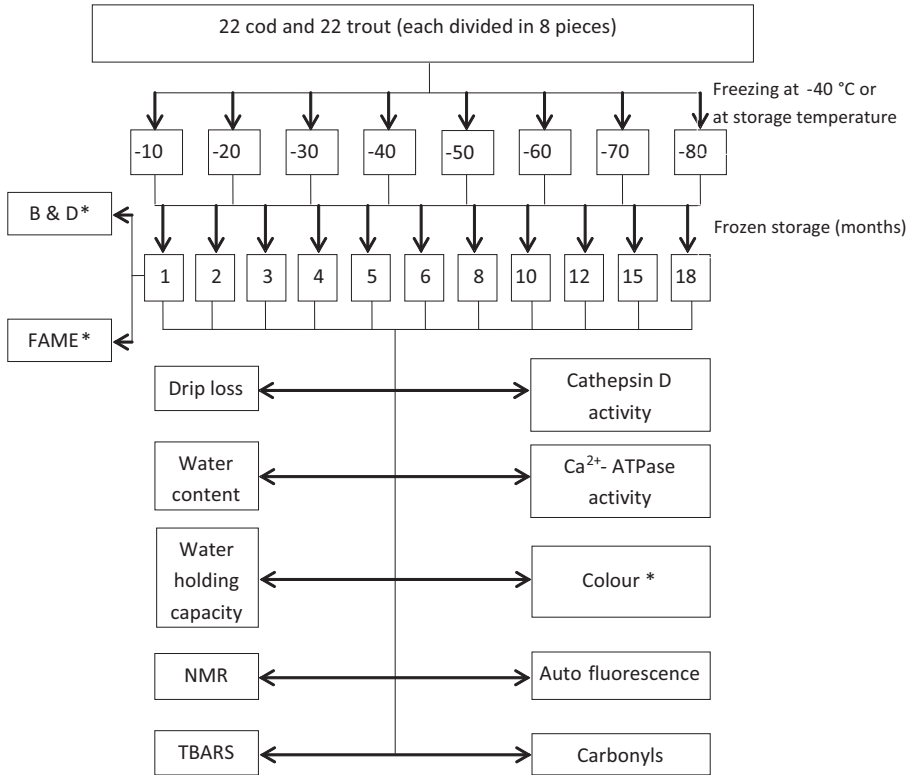 22 cod and 22 trout (each divided in 8 pieces)
Freezing at -40 °C or
at storage temperature
-10 -20 -30 -40 -50 -60 -70 -80
B & D*
Frozen storage (months)
1 2 3 4 5 6 8 10 12 15 18
FAME*
Drip loss
Cathepsin D
activity
Water
content
Ca²⁺- ATPase
activity
Water
holding
capacity
Colour *
NMR
Auto fluorescence
TBARS
Carbonyls